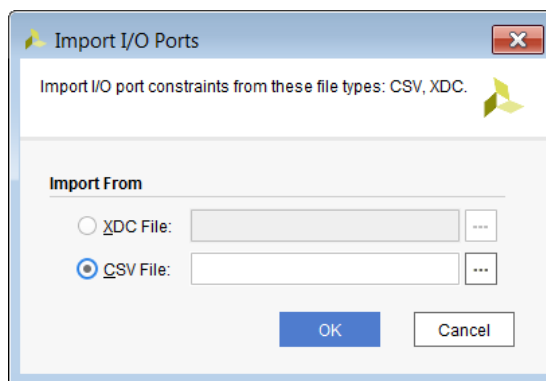 Import I/O Ports
Import I/O port constraints from these file types: CSV, XDC.
Import From
XDC File:
...
CSV File:
...
OK
Cancel